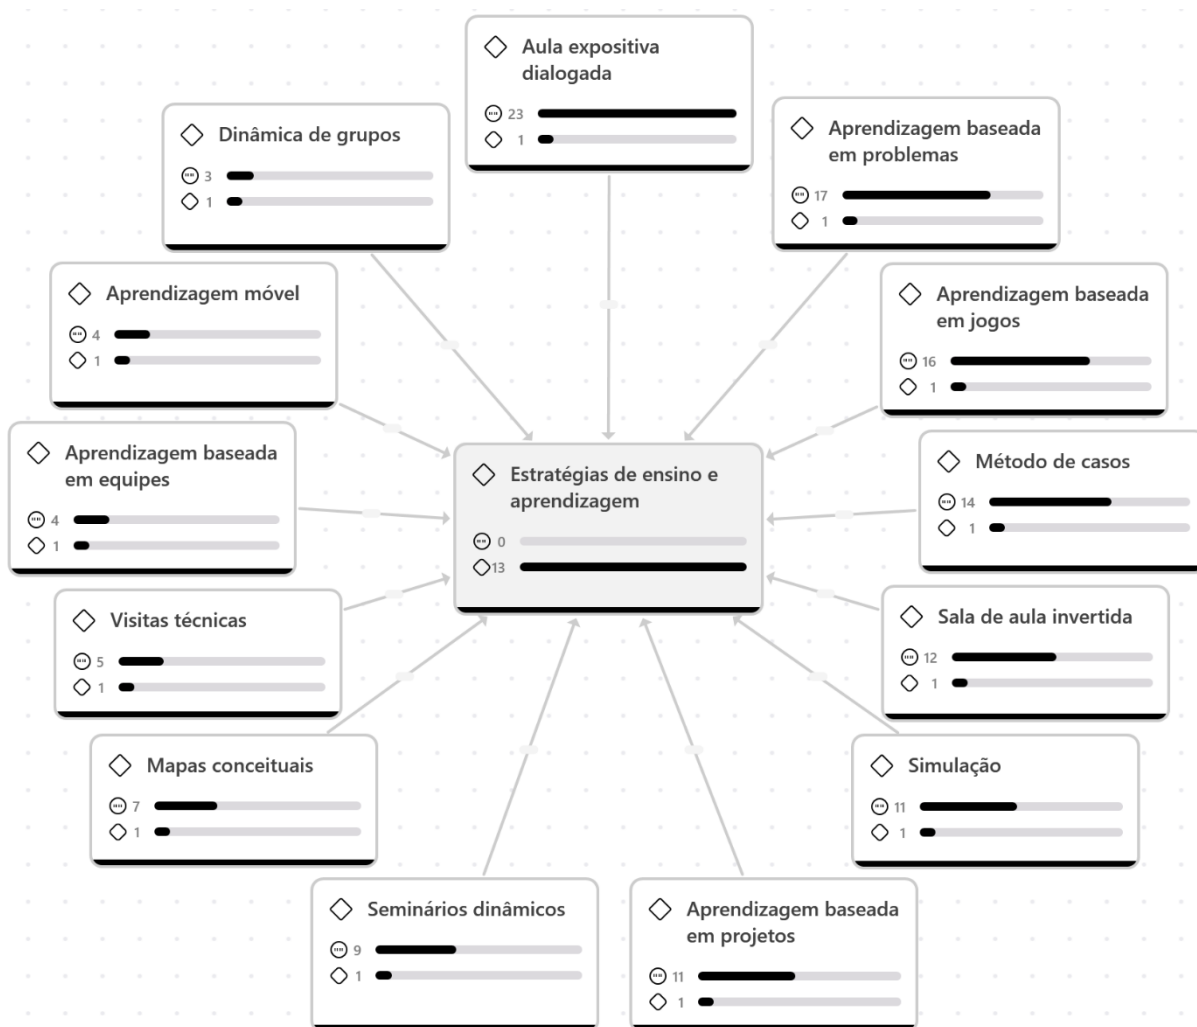 Aula expositiva
dialogada
23
1
Dinâmica de grupos
3
1
Aprendizagem baseada
em problemas
17
1
Aprendizagem móvel
4
1
Aprendizagem baseada
em jogos
16
1
Aprendizagem baseada
em equipes
4
1
Estratégias de ensino e
aprendizagem
0
13
Método de casos
14
1
Visitas técnicas
5
1
Sala de aula invertida
12
1
Mapas conceituais
7
1
Simulação
11
1
Seminários dinâmicos
9
1
Aprendizagem baseada
em projetos
11
1